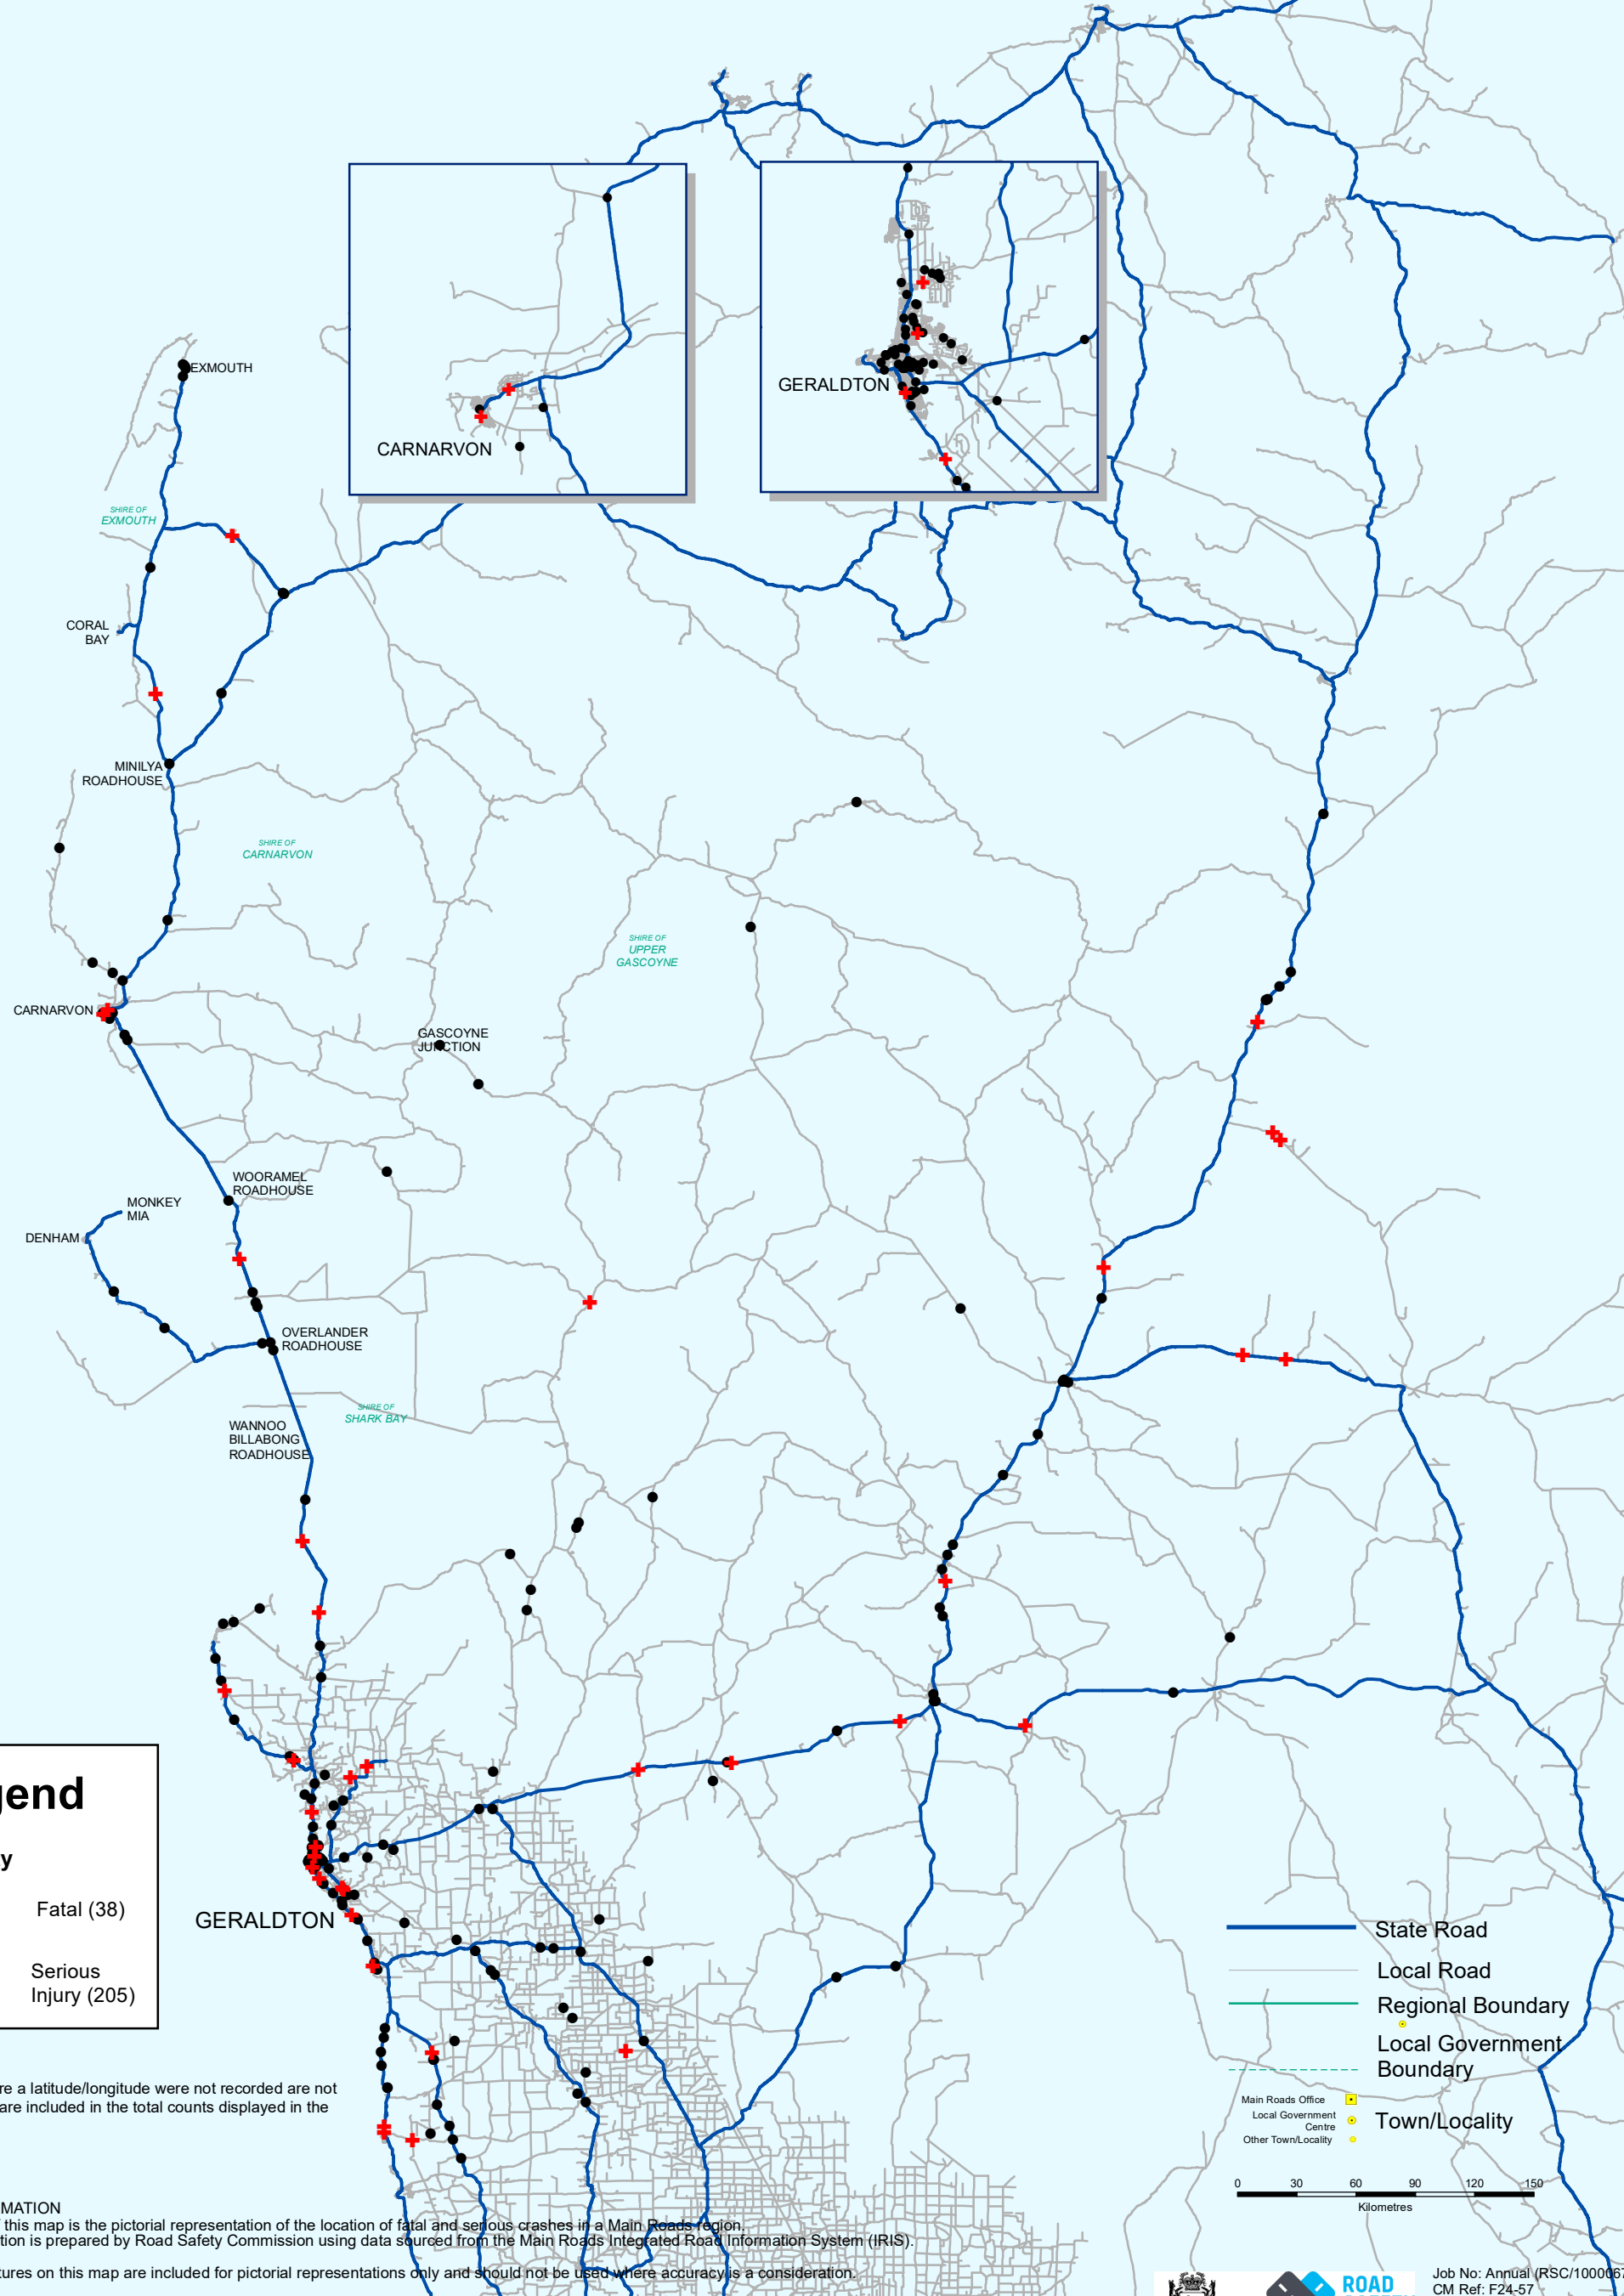 EXMOUTH
CARNARVON
GERALDTON
SHIRE OF
EXMOUTH
CORAL
BAY
MINILYA
ROADHOUSE
SHIRE OF
CARNARVON
SHIRE OF
UPPER
GASCOYNE
CARNARVON
GASCOYNE
JUNCTION
WOORAMEL
ROADHOUSE
MONKEY
MIA
DENHAM
OVERLANDER
ROADHOUSE
SHIRE OF
SHARK BAY
WANNOO
BILLABONG
ROADHOUSE
gend
y
Fatal (38)
Serious
Injury (205)
GERALDTON
State Road
Local Road
Regional Boundary
Local Government
Boundary
Main Roads Office
Local Government
Centre
Other Town/Locality
Town/Locality
0 30 60 90 120 150
Kilometres
re a latitude/longitude were not recorded are not
are included in the total counts displayed in the
MATION
this map is the pictorial representation of the location of fatal and serious crashes in a Main Roads region.
tion is prepared by Road Safety Commission using data sourced from the Main Roads Integrated Road Information System (IRIS).
tures on this map are included for pictorial representations only and should not be used where accuracy is a consideration.
ROAD
Job No: Annual (RSC/100006
CM Ref: F24-57